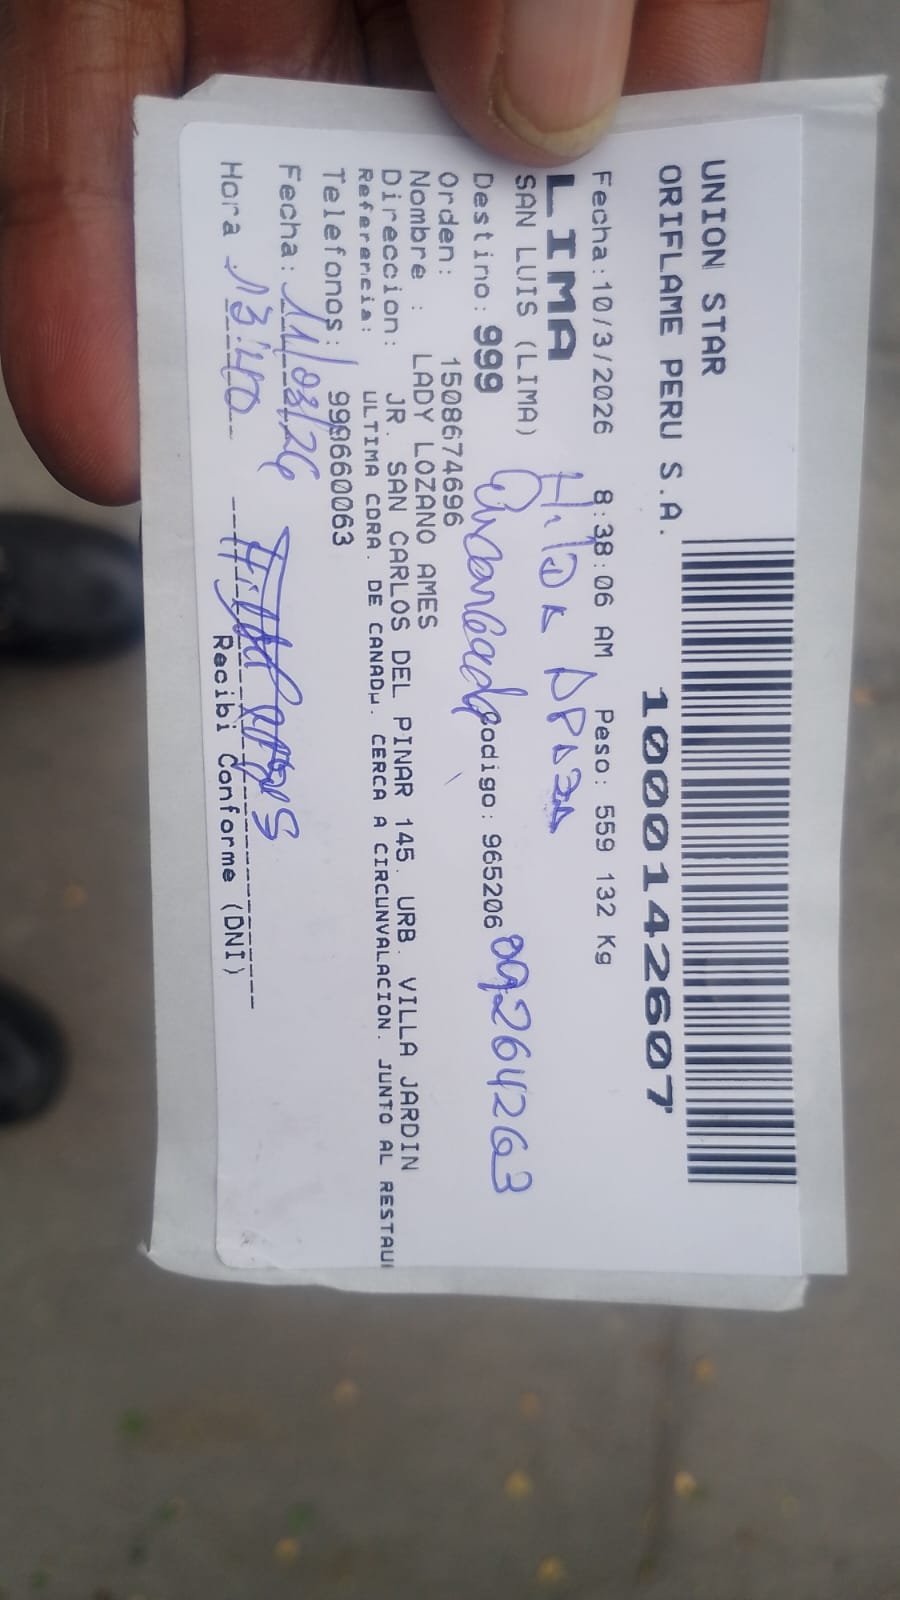 UNION STAR
ORIFLAME PERU S.A.
1000142607
Fecha:10/3/2026 8:38:06 AM Peso: 559 132 Kg
LIMA
SAN LUIS (LIMA)
Destino: 999
Codigo: 965206
09264263
Orden: 1508674696
Nombre : LADY LOZANO AMES
Direccion: JR. SAN CARLOS DEL PINAR 145. URB. VILLA JARDIN
Referencia: ULTIMA CDRA. DE CANADµ. CERCA A CIRCUNVALACION. JUNTO AL RESTAU
Telefonos: 999660063
Fecha: 11/03/26
Hora : 13:40
Recibi Conforme (DNI)